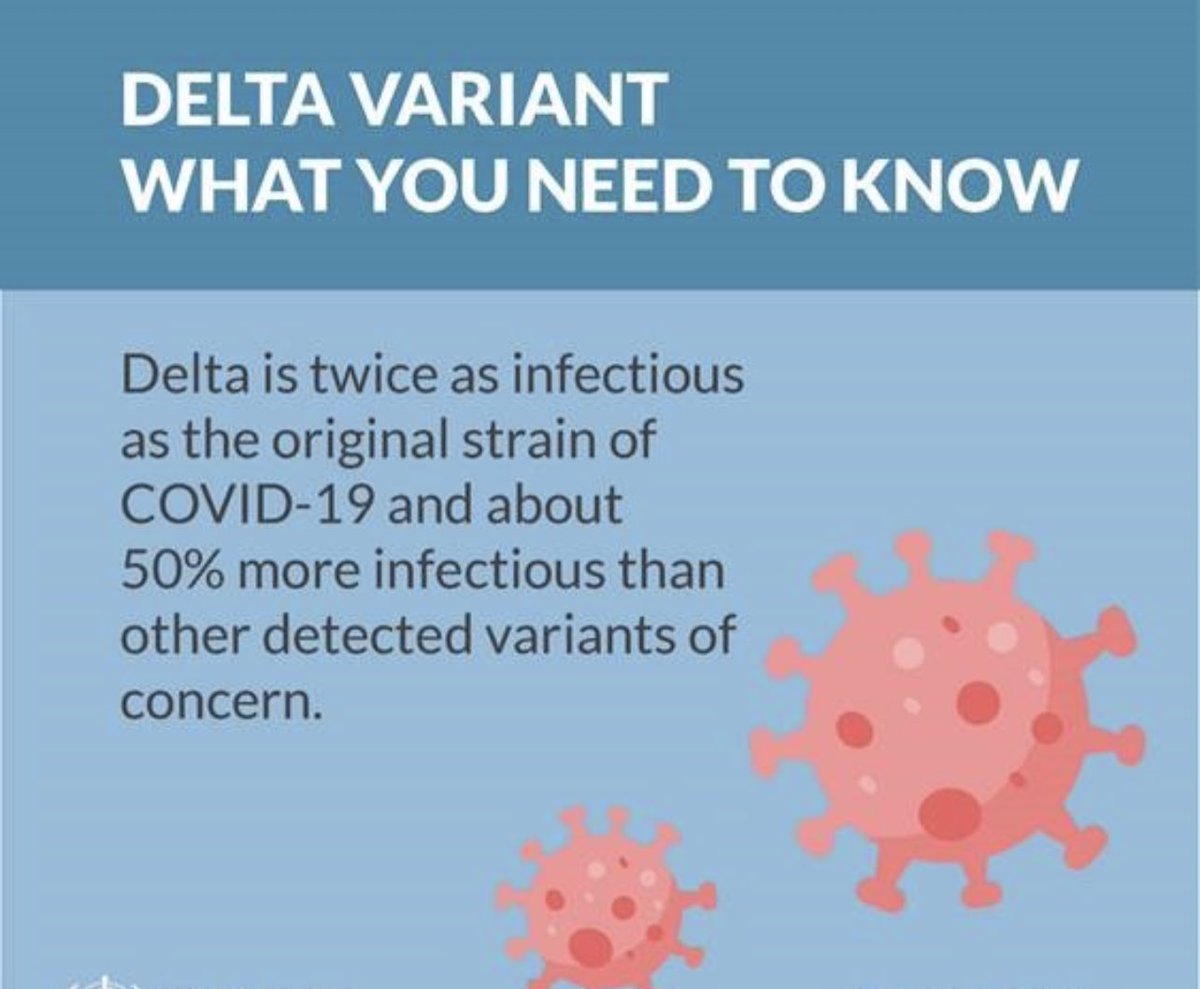 DELTA VARIANT
WHAT YOU NEED TO KNOW
Delta is twice as infectious
as the original strain of
COVID-19 and about
50% more infectious than
other detected variants of
concern.